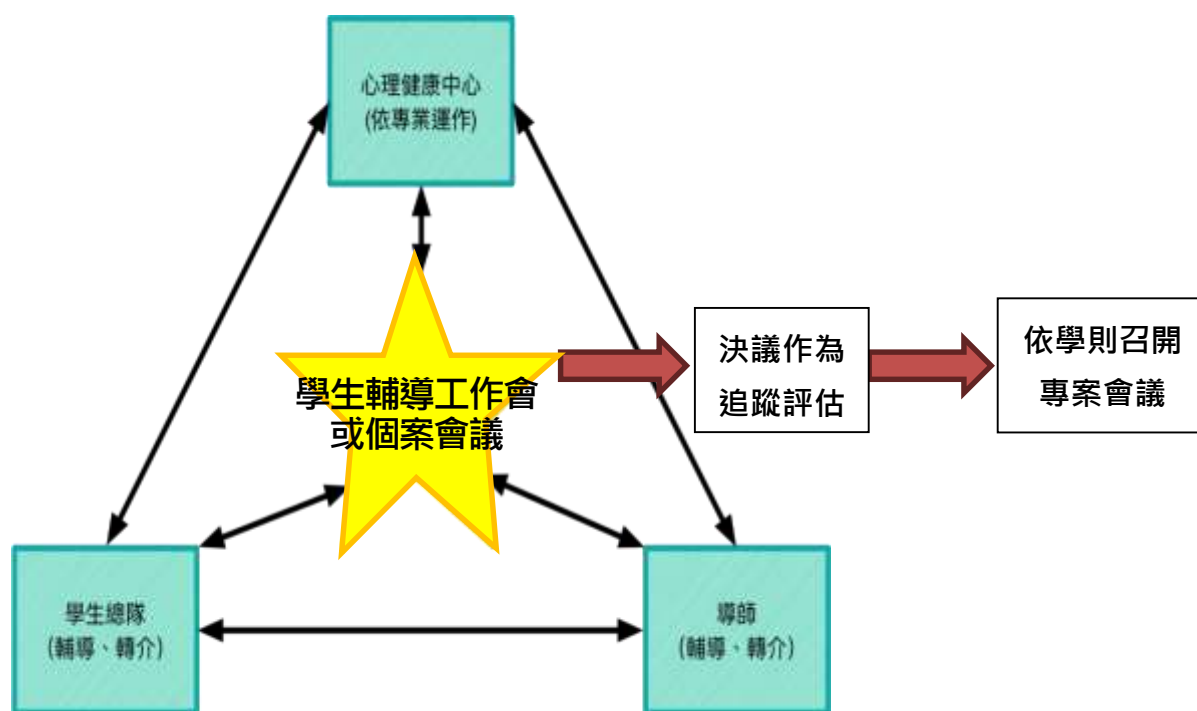 心理健康中心
(依專業運作)
學生輔導工作會
或個案會議
決議作為
追蹤評估
依學則召開
專案會議
學生總隊
(輔導、轉介)
導師
(輔導、轉介)